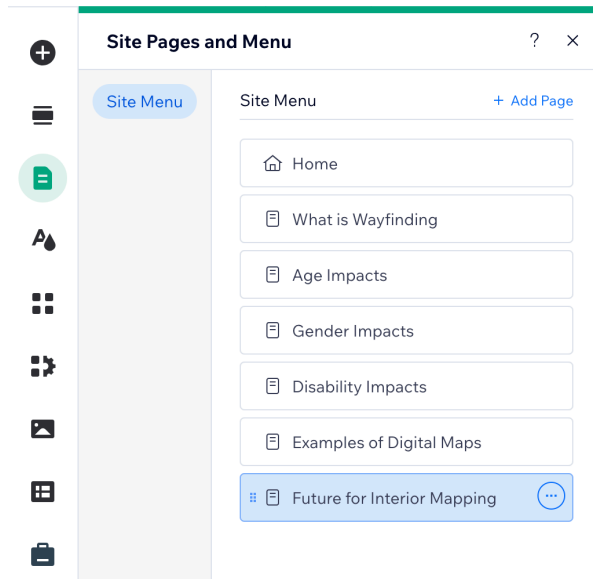 Site Pages and Menu
?
Site Menu
Site Menu
+ Add Page
Home
What is Wayfinding
Age Impacts
Gender Impacts
Disability Impacts
Examples of Digital Maps
Future for Interior Mapping